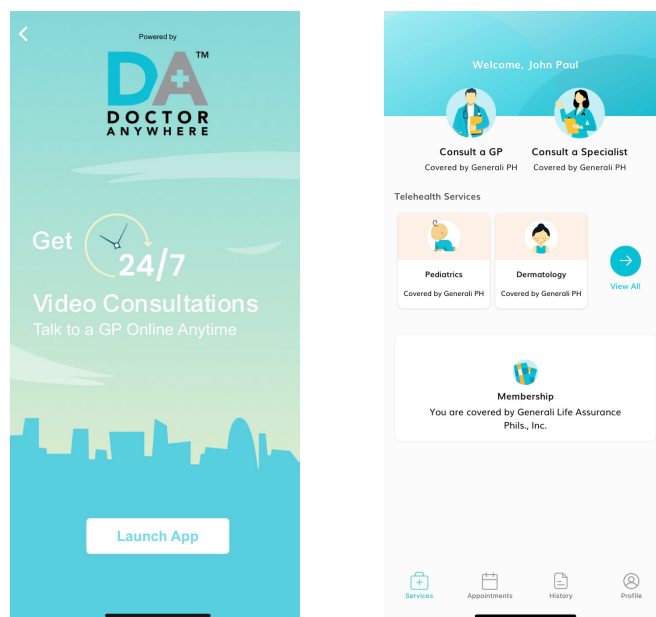 Powered by
DA™
DOCTOR
ANYWHERE
Get
24/7
Video Consultations
Talk to a GP Online Anytime
Launch App
Welcome, John Paul
Consult a GP
Covered by Generali PH
Consult a Specialist
Covered by Generali PH
Telehealth Services
Pediatrics
Covered by Generali PH
Dermatology
Covered by Generali PH
View All
Membership
You are covered by Generali Life Assurance
Phils., Inc.
Services
Appointments
History
Profile